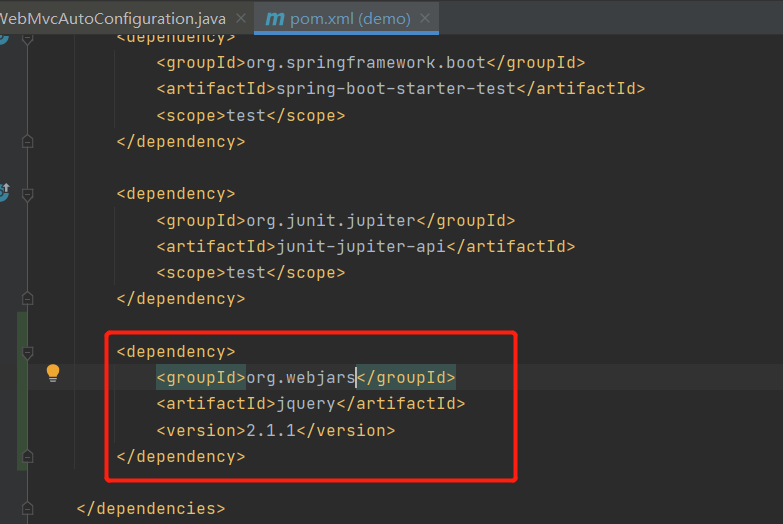 WebMvcAutoConfiguration.java × m pom.xml (demo) ×
<dependency>
<groupId>org.springframework.boot</groupId>
<artifactId>spring-boot-starter-test</artifactId>
<scope>test</scope>
</dependency>
<dependency>
<groupId>org.junit.jupiter</groupId>
<artifactId>junit-jupiter-api</artifactId>
<scope>test</scope>
</dependency>
<dependency>
<groupId>org.webjars</groupId>
<artifactId>jquery</artifactId>
<version>2.1.1</version>
</dependency>
</dependencies>